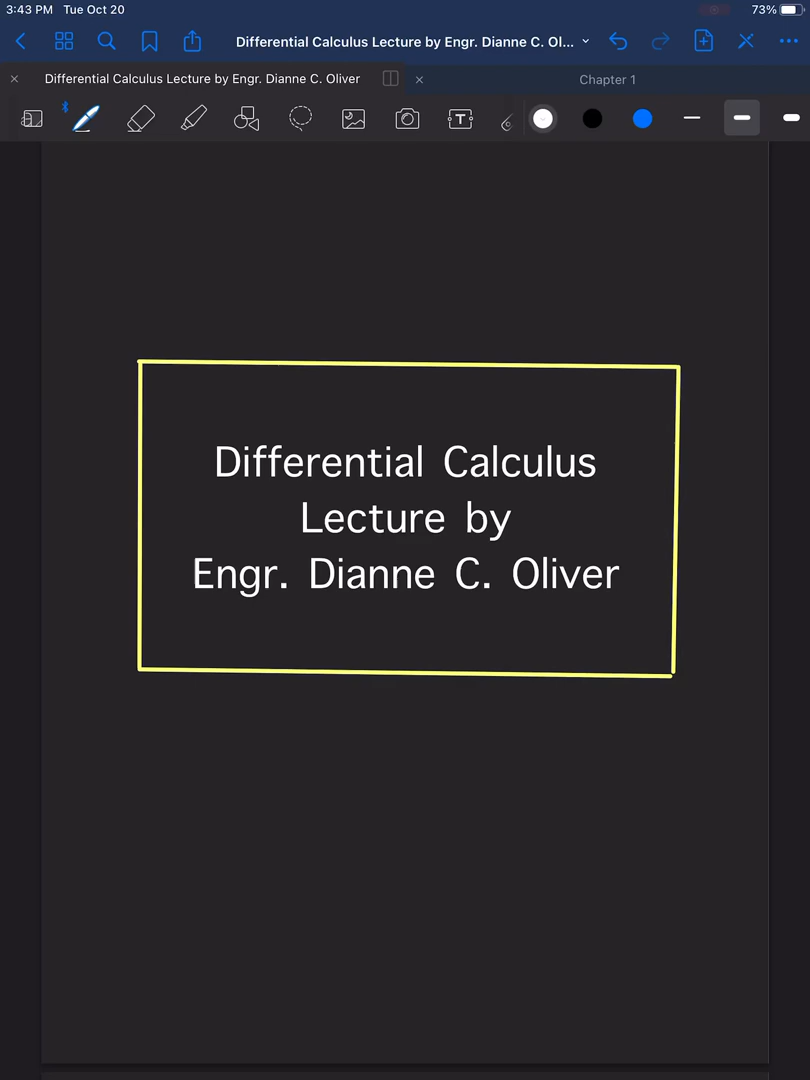 3:43 PM Tue Oct 20 73%
Differential Calculus Lecture by Engr. Dianne C. Ol...
Differential Calculus Lecture by Engr. Dianne C. Oliver
Chapter 1
T
Differential Calculus
Lecture by
Engr. Dianne C. Oliver